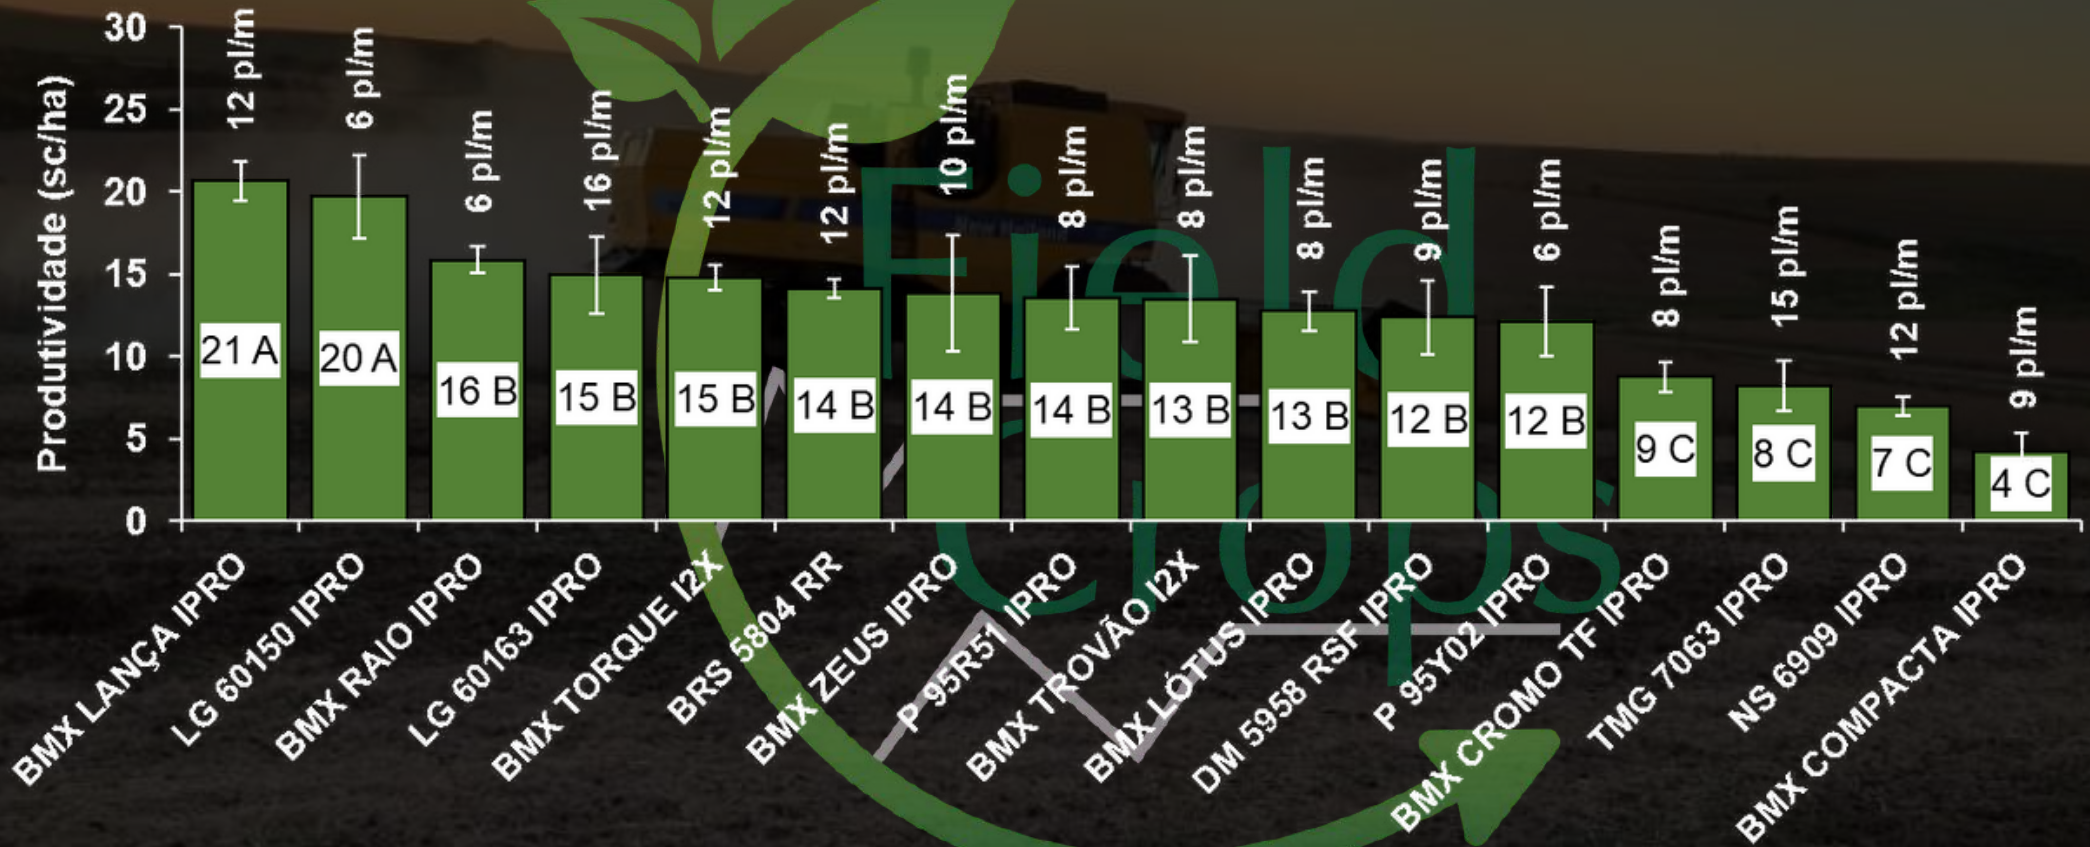 Produtividade (sc/ha)
30
25
20
15
10
5
0
12 pl/m
6 pl/m
6 pl/m
16 pl/m
12 pl/m
12 pl/m
10 pl/m
8 pl/m
8 pl/m
8 pl/m
9 pl/m
6 pl/m
8 pl/m
15 pl/m
12 pl/m
9 pl/m
21 A
20 A
16 B
15 B
15 B
14 B
14 B
14 B
13 B
13 B
12 B
12 B
9 C
8 C
7 C
4 C
BMX LANÇA IPRO
LG 60150 IPRO
BMX RAIO IPRO
LG 60163 IPRO
BMX TORQUE I2X
BRS 5804 RR
BMX ZEUS IPRO
P 95R51 IPRO
BMX TROVÃO I2X
BMX LÓTUS IPRO
DM 5958 RSF IPRO
P 95Y02 IPRO
BMX CROMO TF IPRO
TMG 7063 IPRO
NS 6909 IPRO
BMX COMPACTA IPRO
Field
Crops
New Holland